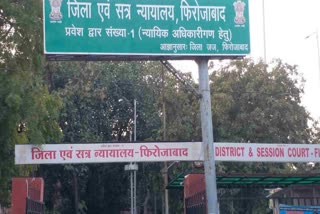 जिला एवं सत्र न्यायालय, फिरोजाबाद
प्रवेश द्वार संख्या-1 (न्यायिक अधिकारीगण हेतु)
आज्ञानुसारः जिला जज, फिरोजाबाद
जिला एवं सत्र न्यायालय-फिरोजाबाद DISTRICT & SESSION COURT-F